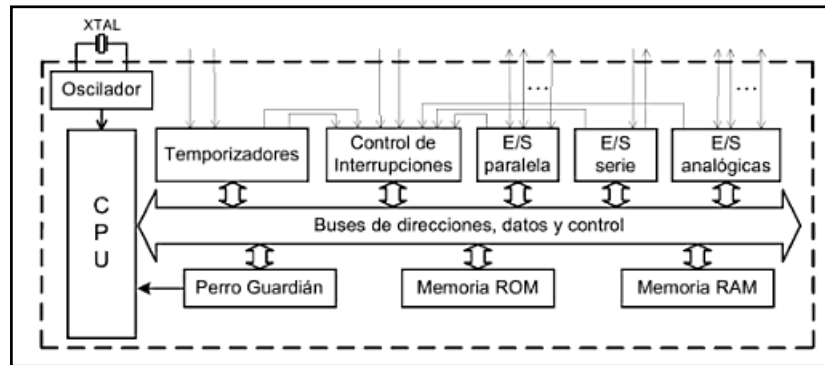 XTAL
Oscilador
...
...
Temporizadores
Control de
Interrupciones
E/S
paralela
E/S
serie
E/S
analógicas
C
P
U
Buses de direcciones, datos y control
Perro Guardián
Memoria ROM
Memoria RAM